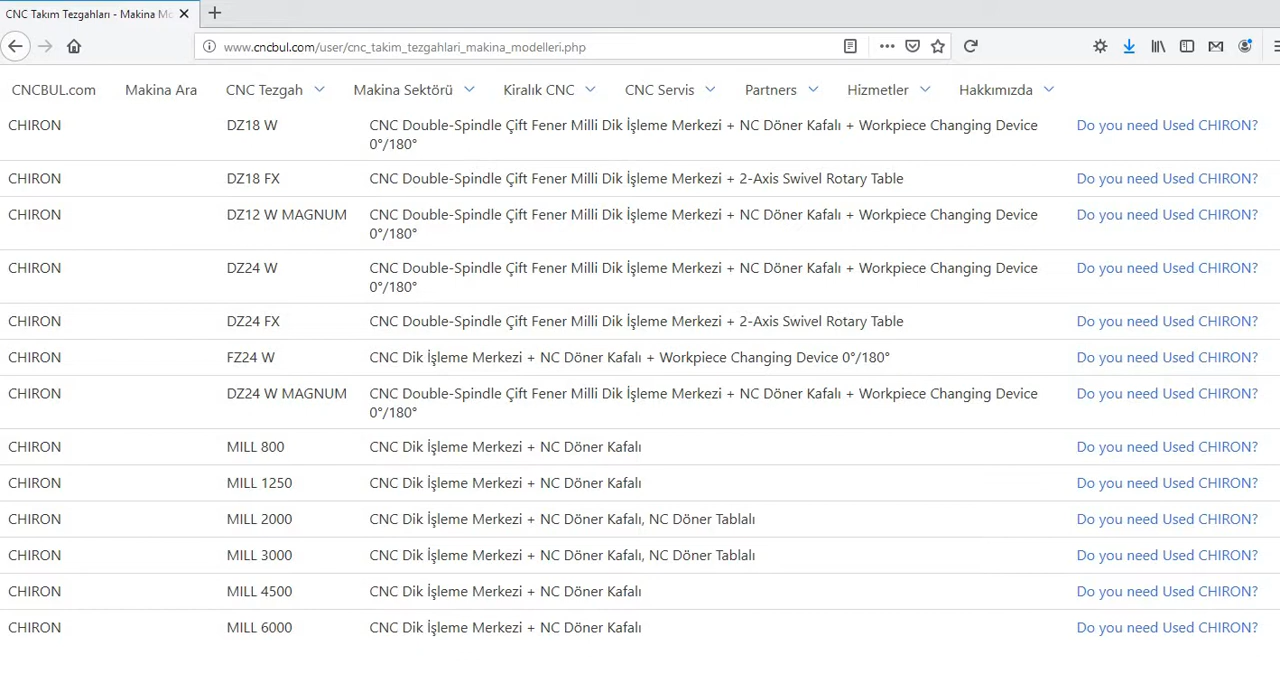 CNC Takım Tezgahları - Makina Mo
www.cncbul.com/user/cnc_takim_tezgahlari_makina_modelleri.php
CNCBUL.com Makina Ara CNC Tezgah Makina Sektörü Kiralık CNC CNC Servis Partners Hizmetler Hakkımızda
CHIRON DZ18 W CNC Double-Spindle Çift Fener Milli Dik İşleme Merkezi + NC Döner Kafalı + Workpiece Changing Device Do you need Used CHIRON?
0°/180°
CHIRON DZ18 FX CNC Double-Spindle Çift Fener Milli Dik İşleme Merkezi + 2-Axis Swivel Rotary Table Do you need Used CHIRON?
CHIRON DZ12 W MAGNUM CNC Double-Spindle Çift Fener Milli Dik İşleme Merkezi + NC Döner Kafalı + Workpiece Changing Device Do you need Used CHIRON?
0°/180°
CHIRON DZ24 W CNC Double-Spindle Çift Fener Milli Dik İşleme Merkezi + NC Döner Kafalı + Workpiece Changing Device Do you need Used CHIRON?
0°/180°
CHIRON DZ24 FX CNC Double-Spindle Çift Fener Milli Dik İşleme Merkezi + 2-Axis Swivel Rotary Table Do you need Used CHIRON?
CHIRON FZ24 W CNC Dik İşleme Merkezi + NC Döner Kafalı + Workpiece Changing Device 0°/180° Do you need Used CHIRON?
CHIRON DZ24 W MAGNUM CNC Double-Spindle Çift Fener Milli Dik İşleme Merkezi + NC Döner Kafalı + Workpiece Changing Device Do you need Used CHIRON?
0°/180°
CHIRON MILL 800 CNC Dik İşleme Merkezi + NC Döner Kafalı Do you need Used CHIRON?
CHIRON MILL 1250 CNC Dik İşleme Merkezi + NC Döner Kafalı Do you need Used CHIRON?
CHIRON MILL 2000 CNC Dik İşleme Merkezi + NC Döner Kafalı, NC Döner Tablalı Do you need Used CHIRON?
CHIRON MILL 3000 CNC Dik İşleme Merkezi + NC Döner Kafalı, NC Döner Tablalı Do you need Used CHIRON?
CHIRON MILL 4500 CNC Dik İşleme Merkezi + NC Döner Kafalı Do you need Used CHIRON?
CHIRON MILL 6000 CNC Dik İşleme Merkezi + NC Döner Kafalı Do you need Used CHIRON?